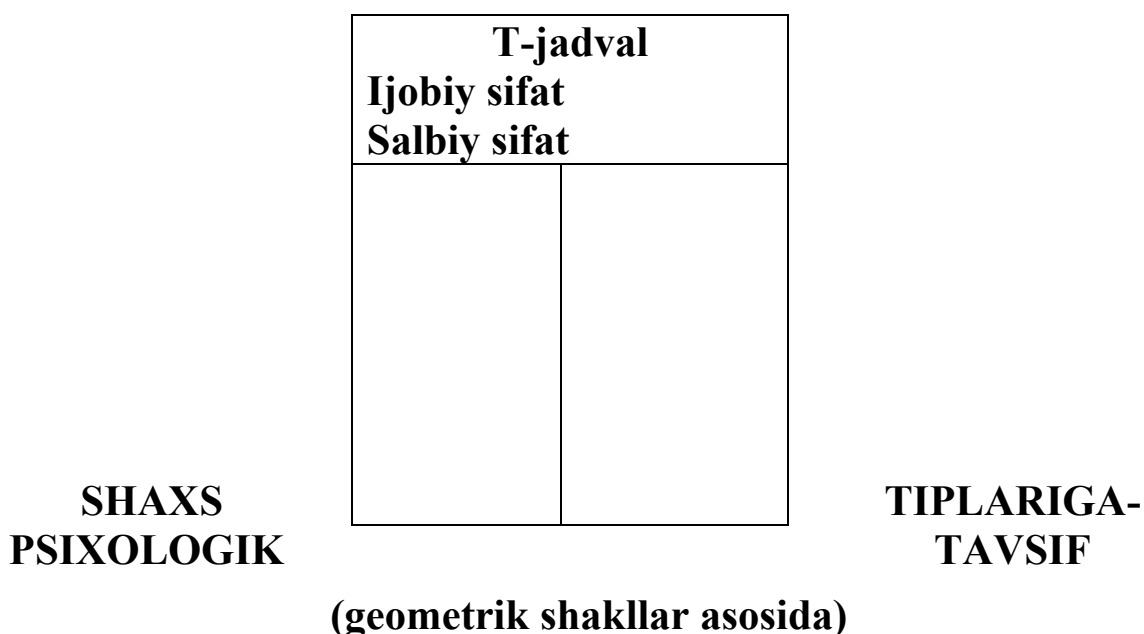 T-jadval
Ijobiy sifat
Salbiy sifat
SHAXS TIPLARIGA-
PSIXOLOGIK TAVSIF
(geometrik shakllar asosida)